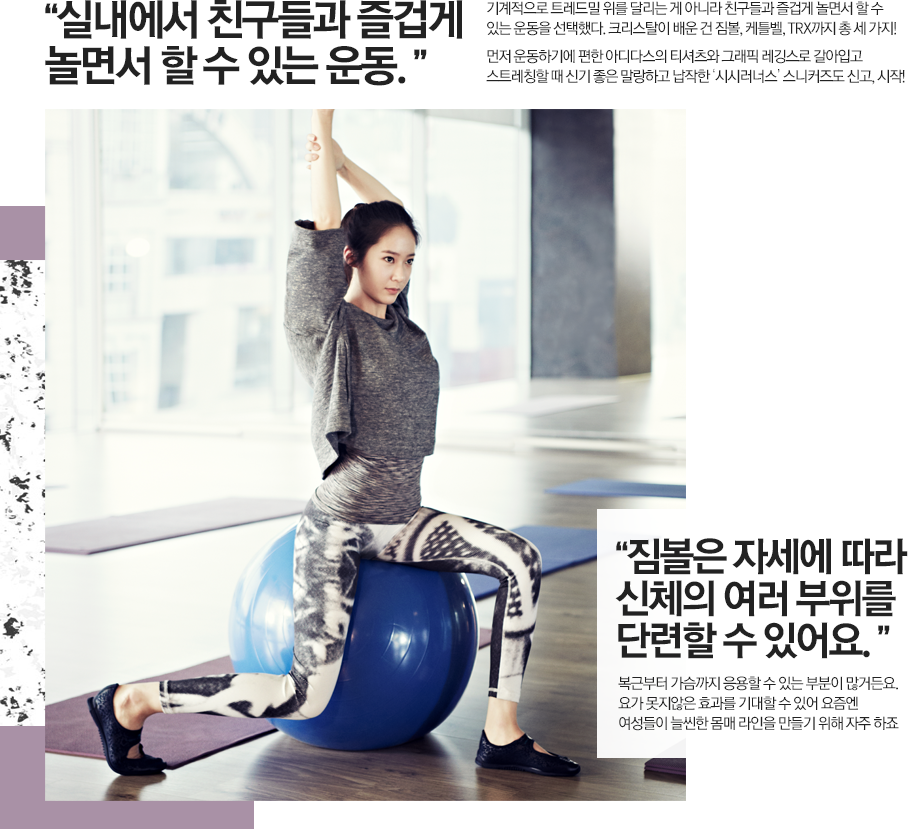 “실내에서 친구들과 즐겁게
놀면서 할 수 있는 운동. ”
기계적으로 트레드밀 위를 달리는 게 아니라 친구들과 즐겁게 놀면서 할 수
있는 운동을 선택했다. 크리스탈이 배운 건 짐볼, 케틀벨, TRX까지 총 세 가지!
먼저 운동하기에 편한 아디다스의 티셔츠와 그래픽 레깅스로 갈아입고
스트레칭할 때 신기 좋은 말랑하고 납작한 ‘시시러너스’ 스니커즈도 신고, 시작!
“짐볼은 자세에 따라
신체의 여러 부위를
단련할 수 있어요. ”
복근부터 가슴까지 응용할 수 있는 부분이 많거든요.
요가 못지않은 효과를 기대할 수 있어 요즘엔
여성들이 늘씬한 몸매 라인을 만들기 위해 자주 하죠